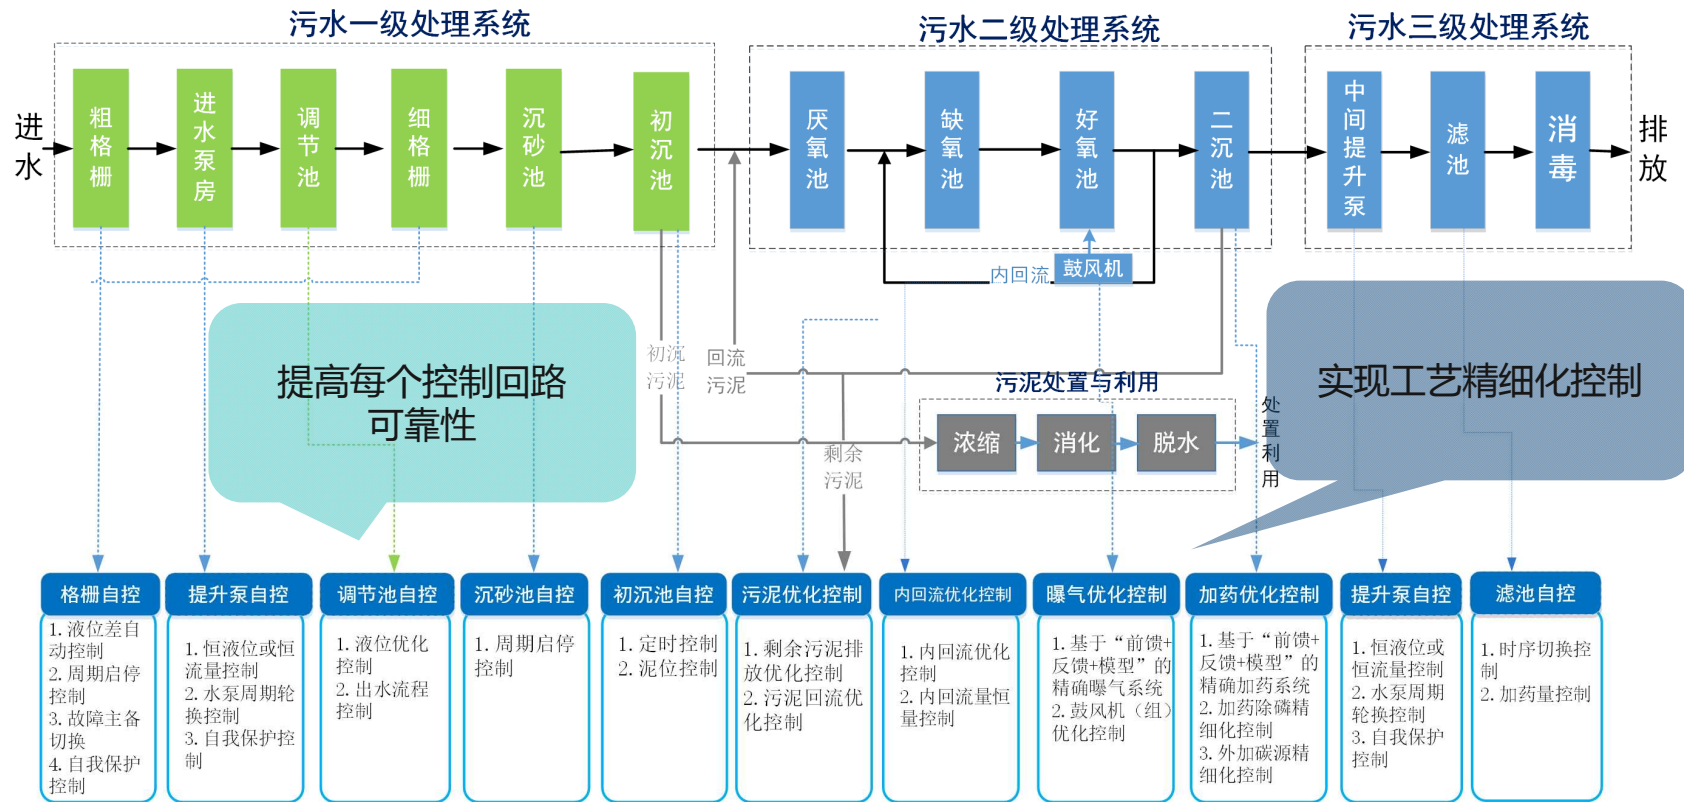 污水一级处理系统
污水二级处理系统
污水三级处理系统
进水
粗格栅
进水泵房
调节池
细格栅
沉砂池
初沉池
厌氧池
缺氧池
好氧池
二沉池
中间提升泵
滤池
消毒
排放
内回流
鼓风机
初沉
污泥
回流
污泥
提高每个控制回路
可靠性
实现工艺精细化控制
污泥处置与利用
浓缩
消化
脱水
处置利用
剩余
污泥
格栅自控
1. 液位差自
动控制
2. 周期启停
控制
3. 故障主备
切换
4. 自我保护
控制
提升泵自控
1. 恒液位或恒
流量控制
2. 水泵周期轮
换控制
3. 自我保护控
制
调节池自控
1. 液位优化
控制
2. 出水流程
控制
沉砂池自控
1. 周期启停
控制
初沉池自控
1. 定时控制
2. 泥位控制
污泥优化控制
1. 剩余污泥排
放优化控制
2. 污泥回流优
化控制
内回流优化控制
1. 内回流优化
控制
2. 内回流量恒
量控制
曝气优化控制
1. 基于“前馈+
反馈+模型”的
精确曝气系统
2. 鼓风机（组）
优化控制
加药优化控制
1. 基于“前馈+
反馈+模型”的
精确加药系统
2. 加药除磷精
细化控制
3. 外加碳源精
细化控制
提升泵自控
1. 恒液位或
恒流量控制
2. 水泵周期
轮换控制
3. 自我保护
控制
滤池自控
1. 时序切换控
制
2. 加药量控制